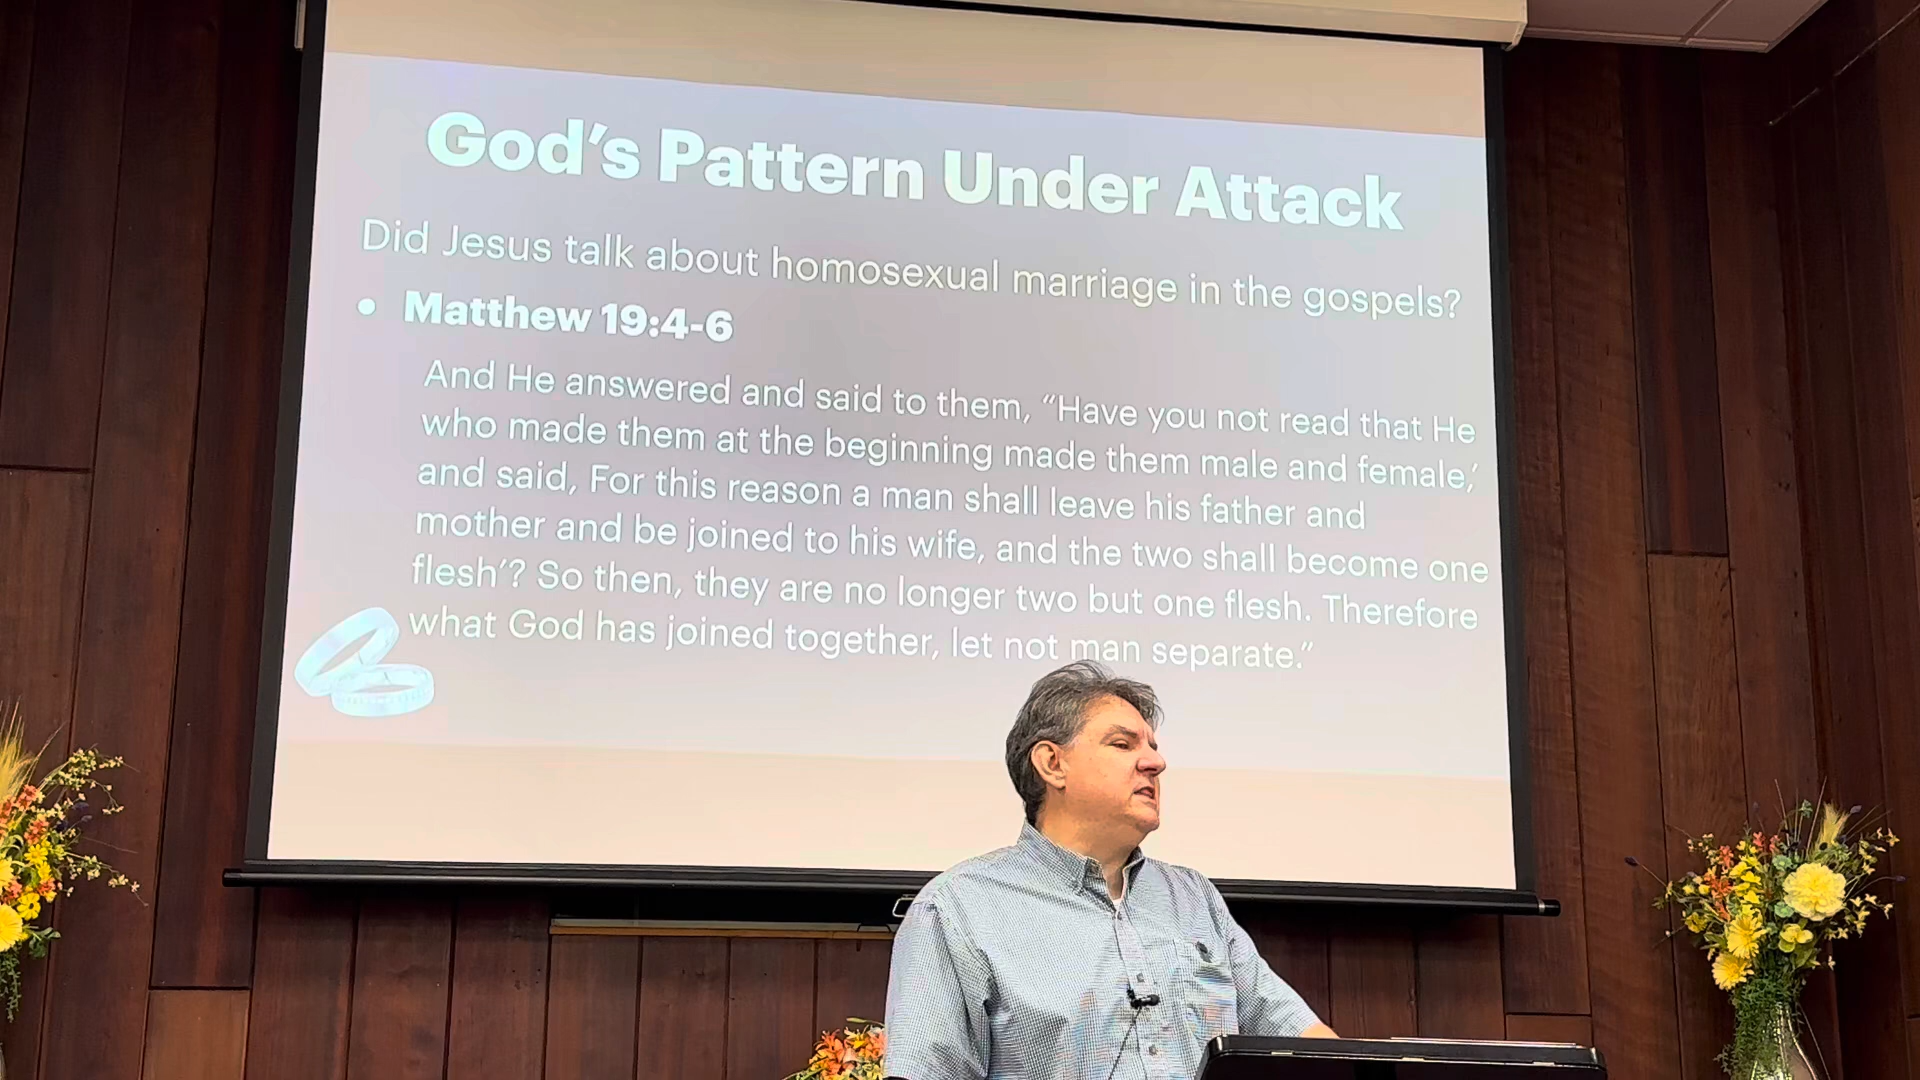 God’s Pattern Under Attack
Did Jesus talk about homosexual marriage in the gospels?
• Matthew 19:4-6
And He answered and said to them, “Have you not read that He
who made them at the beginning made them male and female,’
and said, For this reason a man shall leave his father and
mother and be joined to his wife, and the two shall become one
flesh’? So then, they are no longer two but one flesh. Therefore
what God has joined together, let not man separate.”